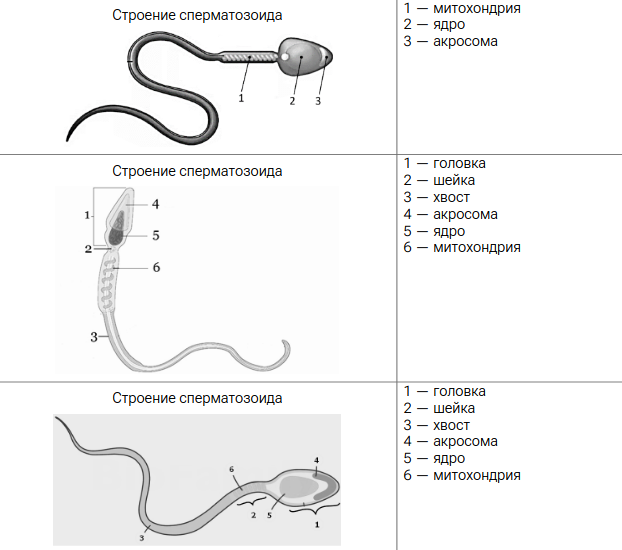 Строение сперматозоида
1
2
3
1 — митохондрия
2 — ядро
3 — акросома
Строение сперматозоида
1
4
5
2
6
3
1 — головка
2 — шейка
3 — хвост
4 — акросома
5 — ядро
6 — митохондрия
Строение сперматозоида
4
6
2
5
1
3
1 — головка
2 — шейка
3 — хвост
4 — акросома
5 — ядро
6 — митохондрия